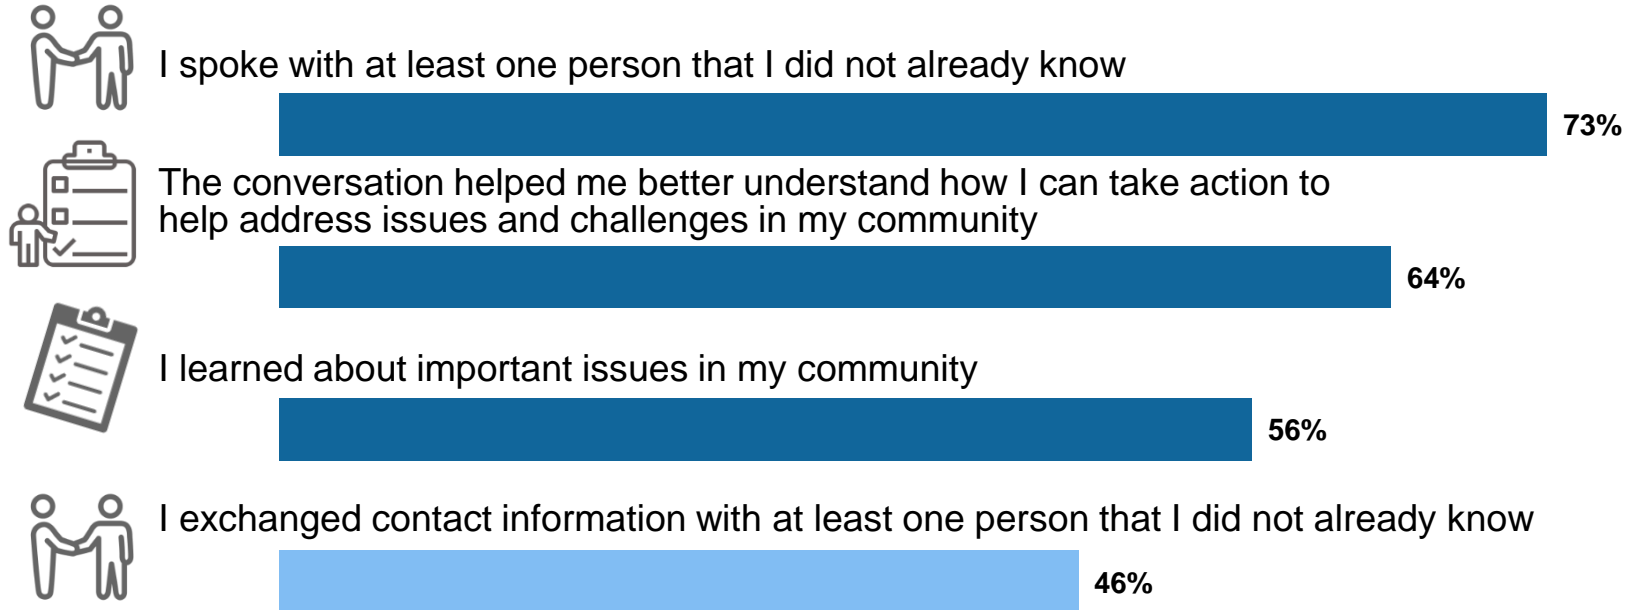 I spoke with at least one person that I did not already know
73%
The conversation helped me better understand how I can take action to
help address issues and challenges in my community
64%
I learned about important issues in my community
56%
I exchanged contact information with at least one person that I did not already know
46%